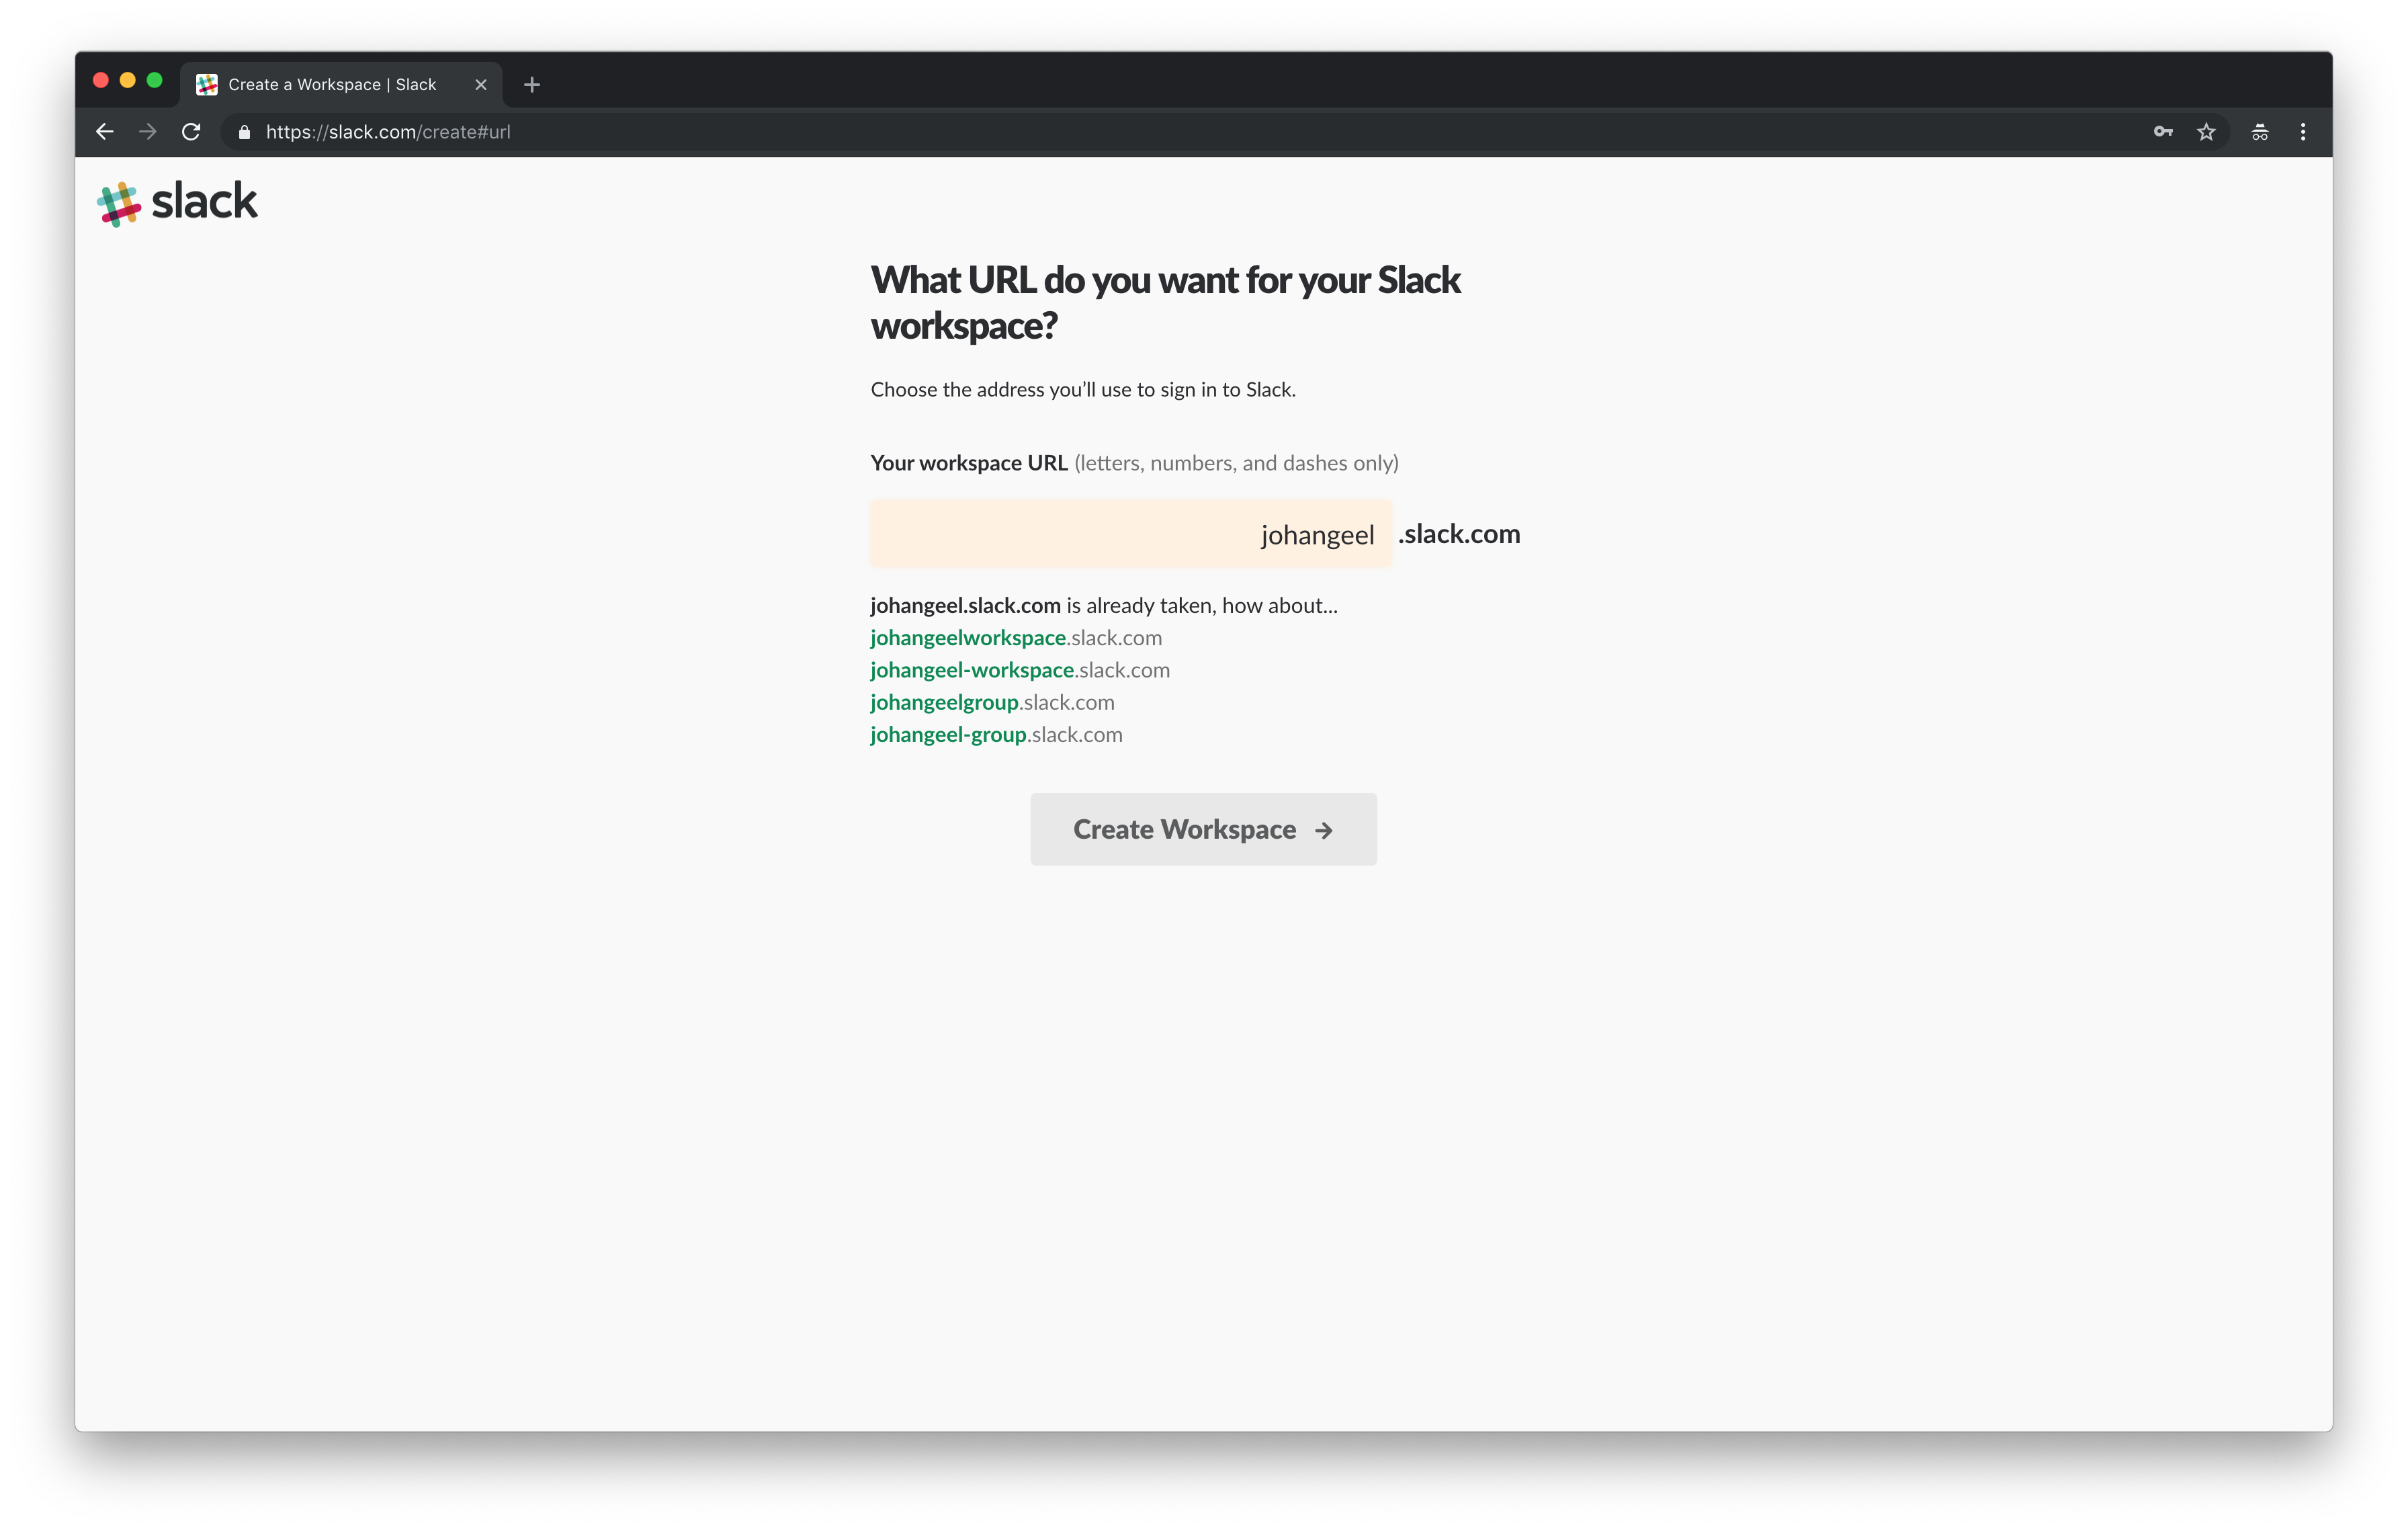 Create a Workspace | Slack
https://slack.com/create#url
slack
What URL do you want for your Slack
workspace?
Choose the address you’ll use to sign in to Slack.
Your workspace URL (letters, numbers, and dashes only)
johangeel .slack.com
johangeel.slack.com is already taken, how about...
johangeelworkspace.slack.com
johangeel-workspace.slack.com
johangeelgroup.slack.com
johangeel-group.slack.com
Create Workspace →